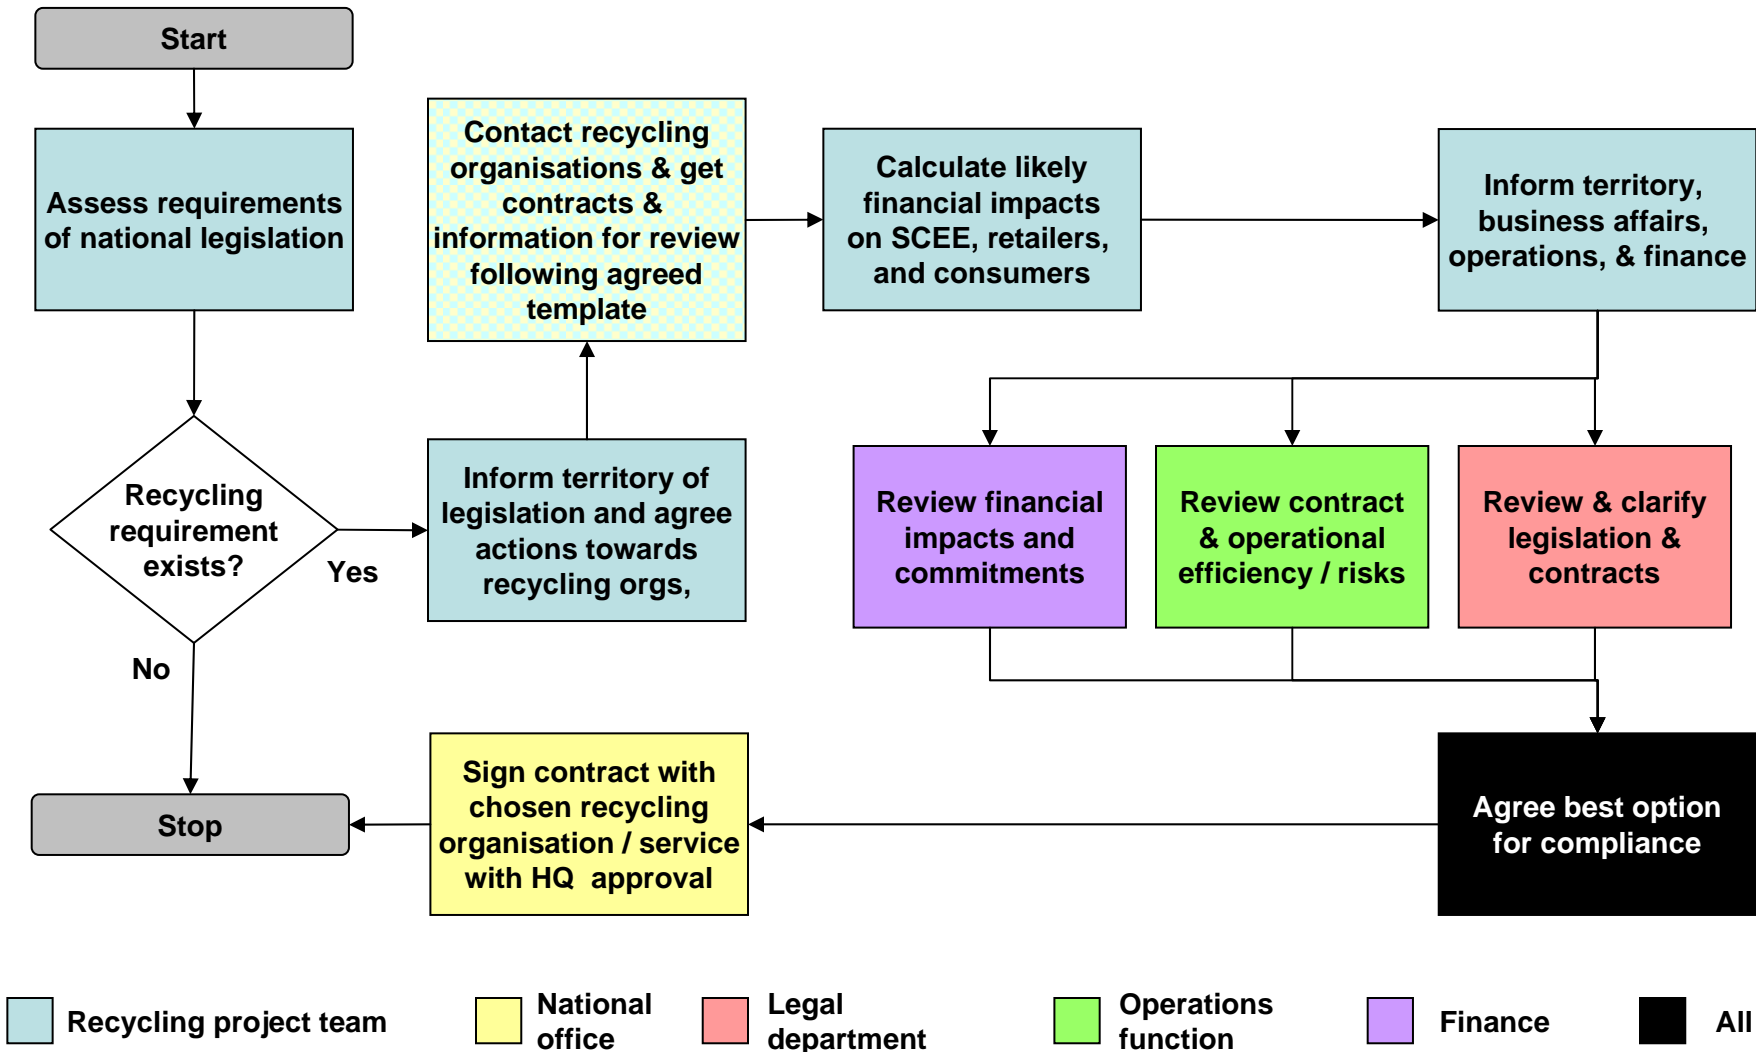 Start
Assess requirements
of national legislation
Recycling
requirement
exists?
Yes
No
Inform territory of
legislation and agree
actions towards
recycling orgs,
Contact recycling
organisations & get
contracts &
information for review
following agreed
template
Calculate likely
financial impacts
on SCEE, retailers,
and consumers
Inform territory,
business affairs,
operations, & finance
Review financial
impacts and
commitments
Review contract
& operational
efficiency / risks
Review & clarify
legislation &
contracts
Agree best option
for compliance
Sign contract with
chosen recycling
organisation / service
with HQ  approval
Stop
Recycling project team
National
office
Legal
department
Operations
function
Finance
All